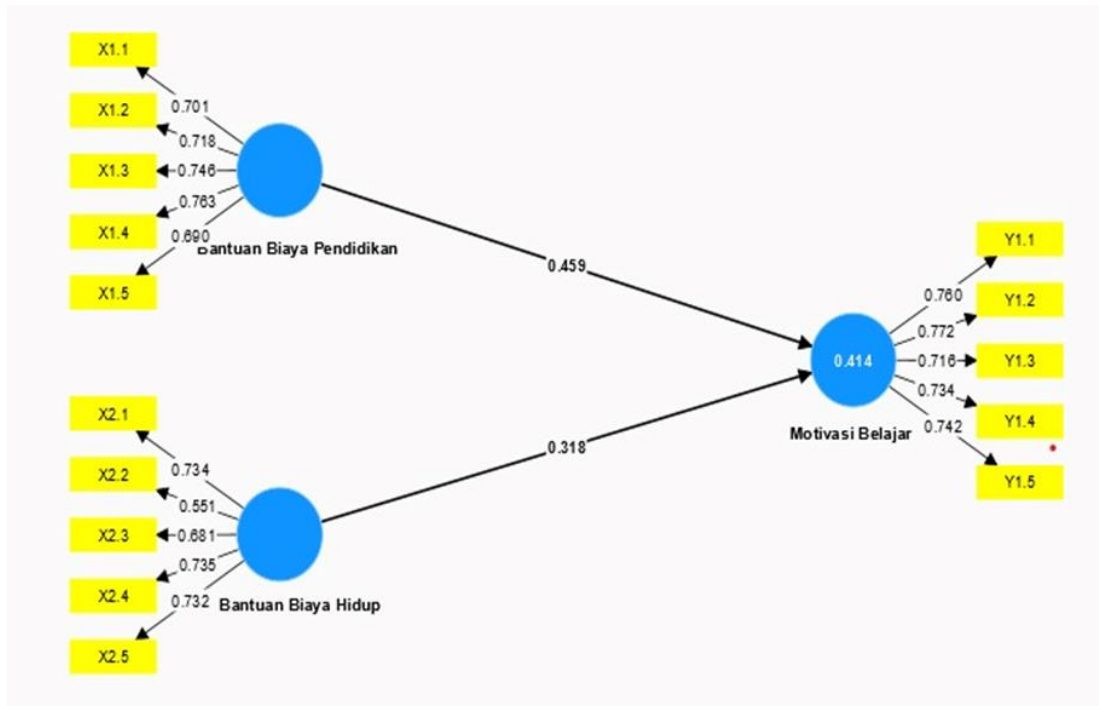 X1.1
0.701
X1.2
0.718
X1.3
0.746
X1.4
0.763
X1.5
0.690
Bantuan Biaya Pendidikan
0.459
X2.1
0.734
X2.2
0.551
X2.3
0.681
X2.4
0.735
X2.5
0.732
Bantuan Biaya Hidup
0.318
0.414
Motivasi Belajar
Y1.1
0.760
Y1.2
0.772
Y1.3
0.716
Y1.4
0.734
Y1.5
0.742